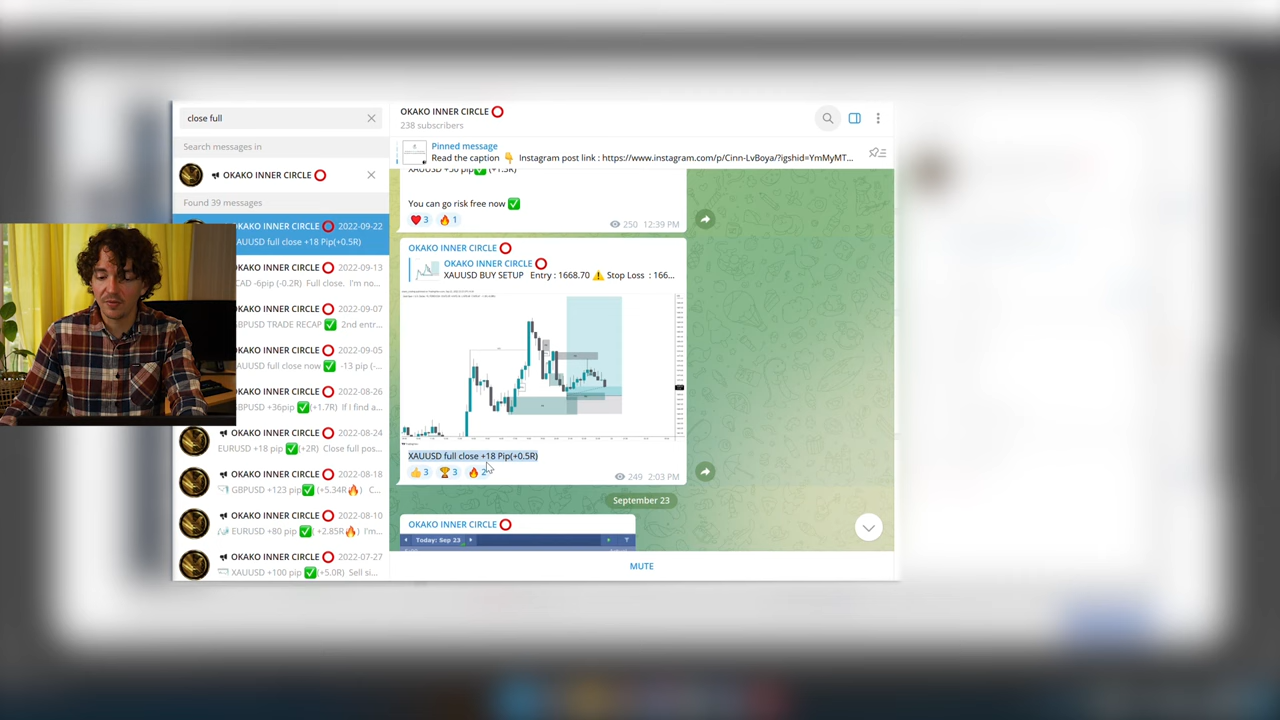 close full
Search messages in
OKAKO INNER CIRCLE
Found 39 messages
OKAKO INNER CIRCLE 2022-09-22
AUUSD full close +18 Pip(+0.5R)
OKAKO INNER CIRCLE 2022-09-13
CAD -6pip (-0.2R) Full close. I'm no...
OKAKO INNER CIRCLE 2022-09-07
BPUSD TRADE RECAP ✅ 2nd entr...
OKAKO INNER CIRCLE 2022-09-05
AUUSD full close now ✅ -13 pip (-...
OKAKO INNER CIRCLE 2022-08-26
BPUSD +36pip ✅ (+1.7R) If I find a...
OKAKO INNER CIRCLE 2022-08-24
EURUSD +18 pip ✅ (+2R) Close full pos...
OKAKO INNER CIRCLE 2022-08-18
GBPUSD +123 pip ✅ (+5.34R🔥) C...
OKAKO INNER CIRCLE 2022-08-10
EURUSD +80 pip ✅ ( +2.85R🔥) I'm...
OKAKO INNER CIRCLE 2022-07-27
XAUUSD +100 pip ✅ (+5.0R) Sell si...
OKAKO INNER CIRCLE
238 subscribers
Pinned message
Read the caption 👇 Instagram post link : https://www.instagram.com/p/Cinn-LvBoya/?igshid=YmMyMT...
You can go risk free now ✅
❤️ 3 🔥 1 250 12:39 PM
OKAKO INNER CIRCLE
OKAKO INNER CIRCLE
XAUUSD BUY SETUP Entry : 1668.70 ⚠️ Stop Loss : 166...
XAUUSD full close +18 Pip(+0.5R)
👍 3 🏆 3 🔥 2 249 2:03 PM
September 23
OKAKO INNER CIRCLE
Today: Sep 23
MUTE